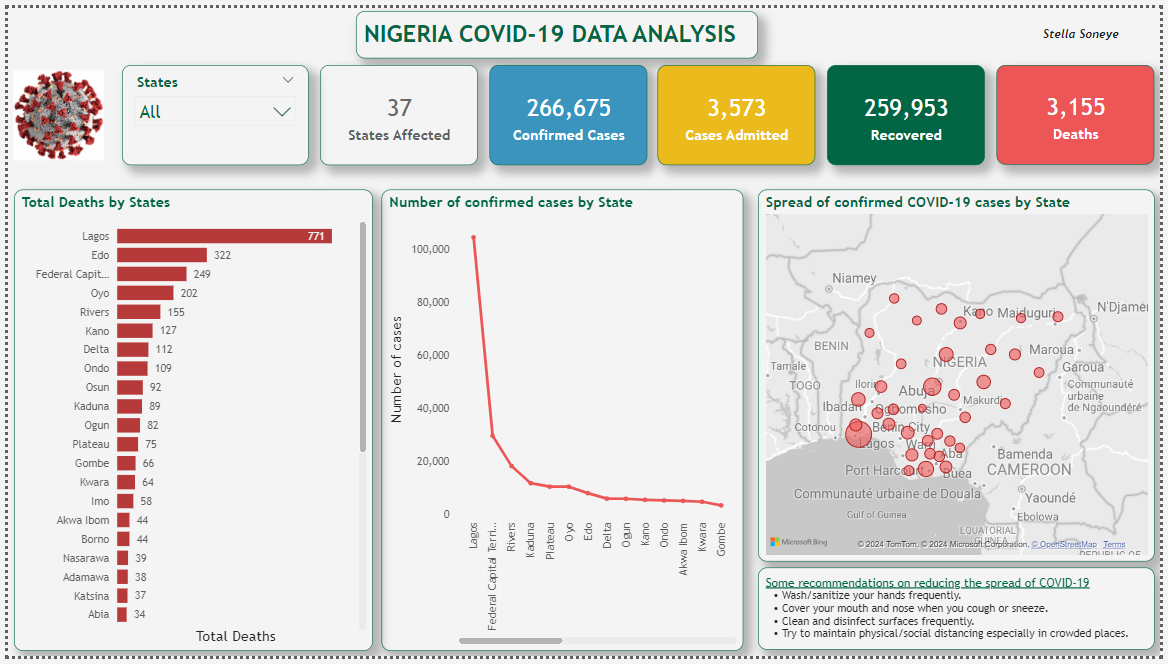 NIGERIA COVID-19 DATA ANALYSIS
Stella Soneye
States
All
37
States Affected
266,675
Confirmed Cases
3,573
Cases Admitted
259,953
Recovered
3,155
Deaths
Total Deaths by States
Lagos 771
Edo 322
Federal Capit... 249
Oyo 202
Rivers 155
Kano 127
Delta 112
Ondo 109
Osun 92
Kaduna 89
Ogun 82
Plateau 75
Gombe 66
Kwara 64
Imo 58
Akwa Ibom 44
Borno 44
Nasarawa 39
Adamawa 38
Katsina 37
Abia 34
Total Deaths
Number of confirmed cases by State
Number of cases
100,000
80,000
60,000
40,000
20,000
0
Lagos
Federal Capital Terri...
Rivers
Kaduna
Plateau
Oyo
Edo
Delta
Ogun
Kano
Ondo
Akwa Ibom
Kwara
Gombe
Spread of confirmed COVID-19 cases by State
Niamey
Kano
Maiduguri
N'Djamen
BENIN
NIGERIA
Maroua
Tamale
Garoua
TOGO
Ilorin
Abuja
Communauté
urbaine
de Ngaoundéré
Makurdi
Ibadan
Ogbomosho
Cotonou
Benin City
Lagos
Warri
Aba
Bamenda
Port Harcourt
Buea
CAMEROON
Communauté urbaine de Douala
Yaoundé
Gulf of Guinea
Ebolowa
EQUATORIAL
GUINEA
Microsoft Bing
© 2024 TomTom, © 2024 Microsoft Corporation, © OpenStreetMap Terms
REPUBLIC OF
Some recommendations on reducing the spread of COVID-19
• Wash/sanitize your hands frequently.
• Cover your mouth and nose when you cough or sneeze.
• Clean and disinfect surfaces frequently.
• Try to maintain physical/social distancing especially in crowded places.